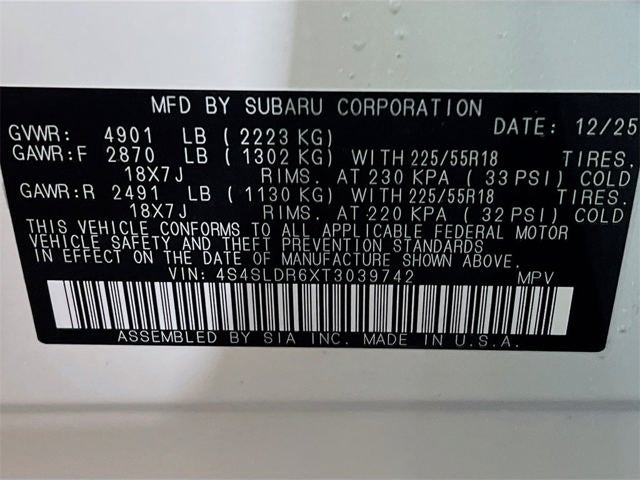 MFD BY SUBARU CORPORATION
DATE: 12/25
GVWR: 4901 LB (2223 KG)
GAWR:F 2870 LB (1302 KG) WITH 225/55R18 TIRES.
18X7J RIMS. AT 230 KPA (33 PSI) COLD
GAWR:R 2491 LB (1130 KG) WITH 225/55R18 TIRES.
18X7J RIMS. AT 220 KPA (32 PSI) COLD
THIS VEHICLE CONFORMS TO ALL APPLICABLE FEDERAL MOTOR
VEHICLE SAFETY AND THEFT PREVENTION STANDARDS
IN EFFECT ON THE DATE OF MANUFACTURE SHOWN ABOVE.
VIN: 4S4SLDR6XT3039742 MPV
ASSEMBLED BY SIA INC. MADE IN U.S.A.